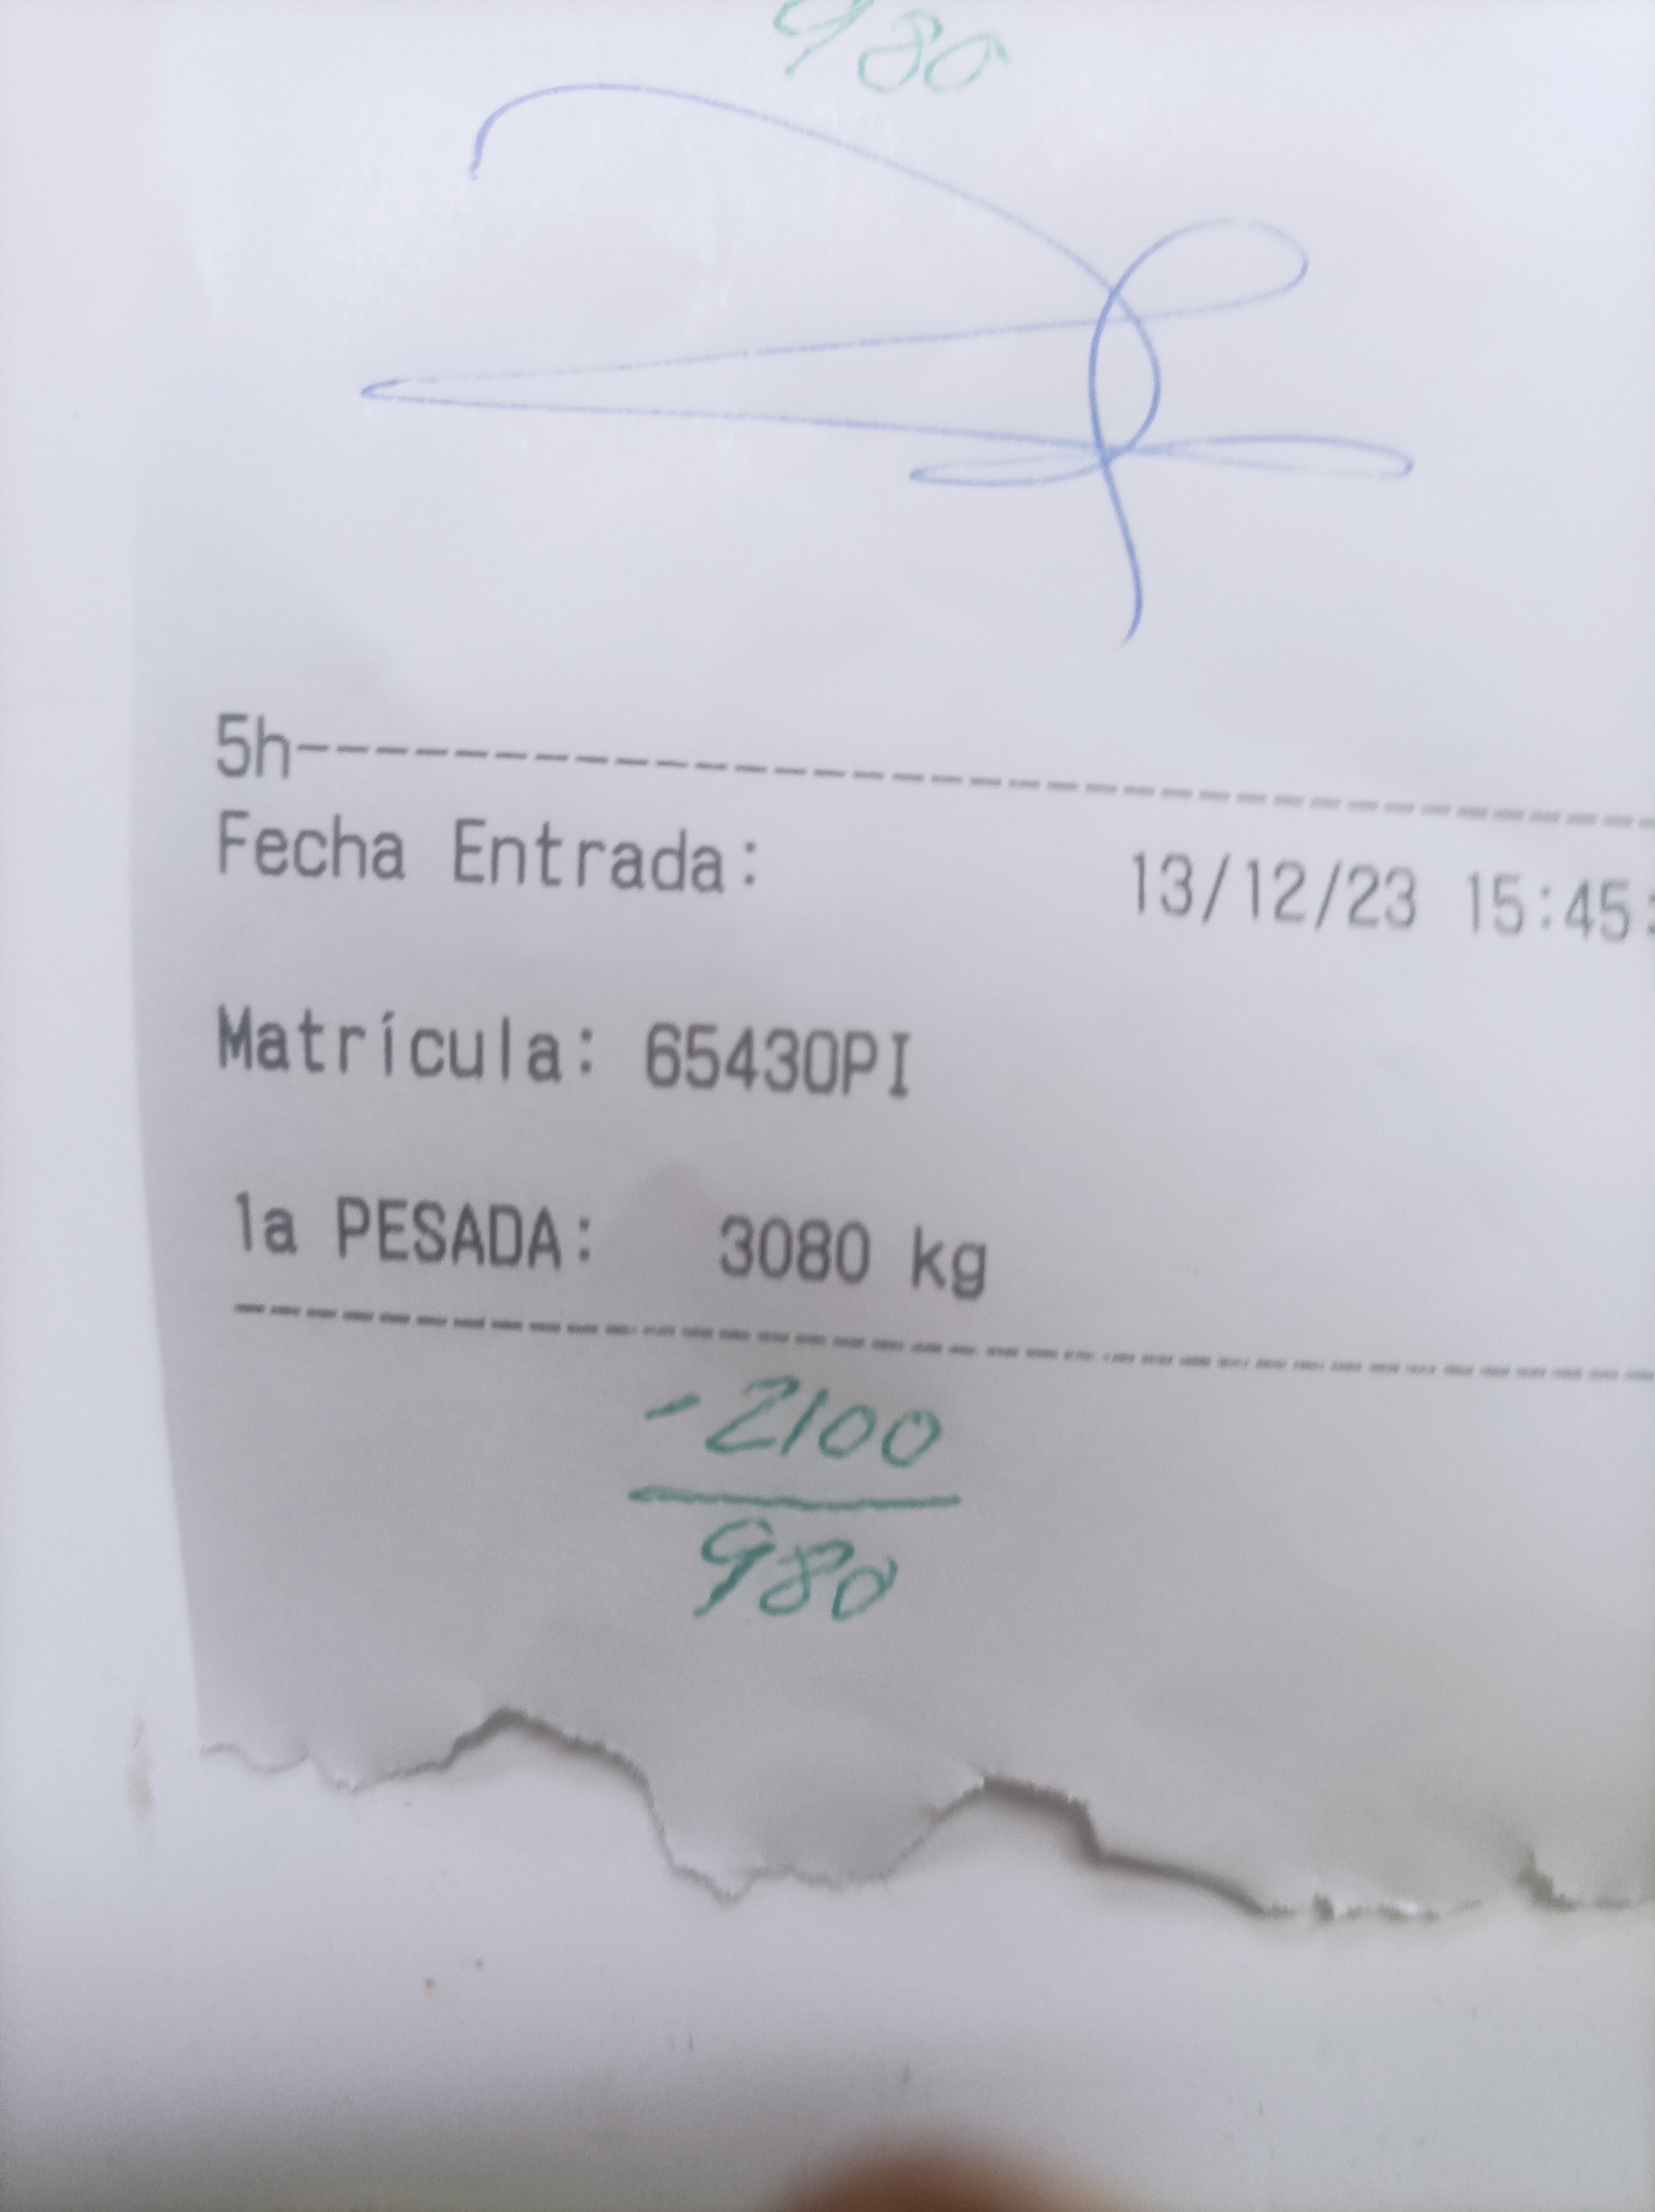 980
5h------------------------------------
Fecha Entrada: 13/12/23 15:45:
Matrícula: 65430PI
1a PESADA: 3080 kg
--------------------------------------
-2100
980